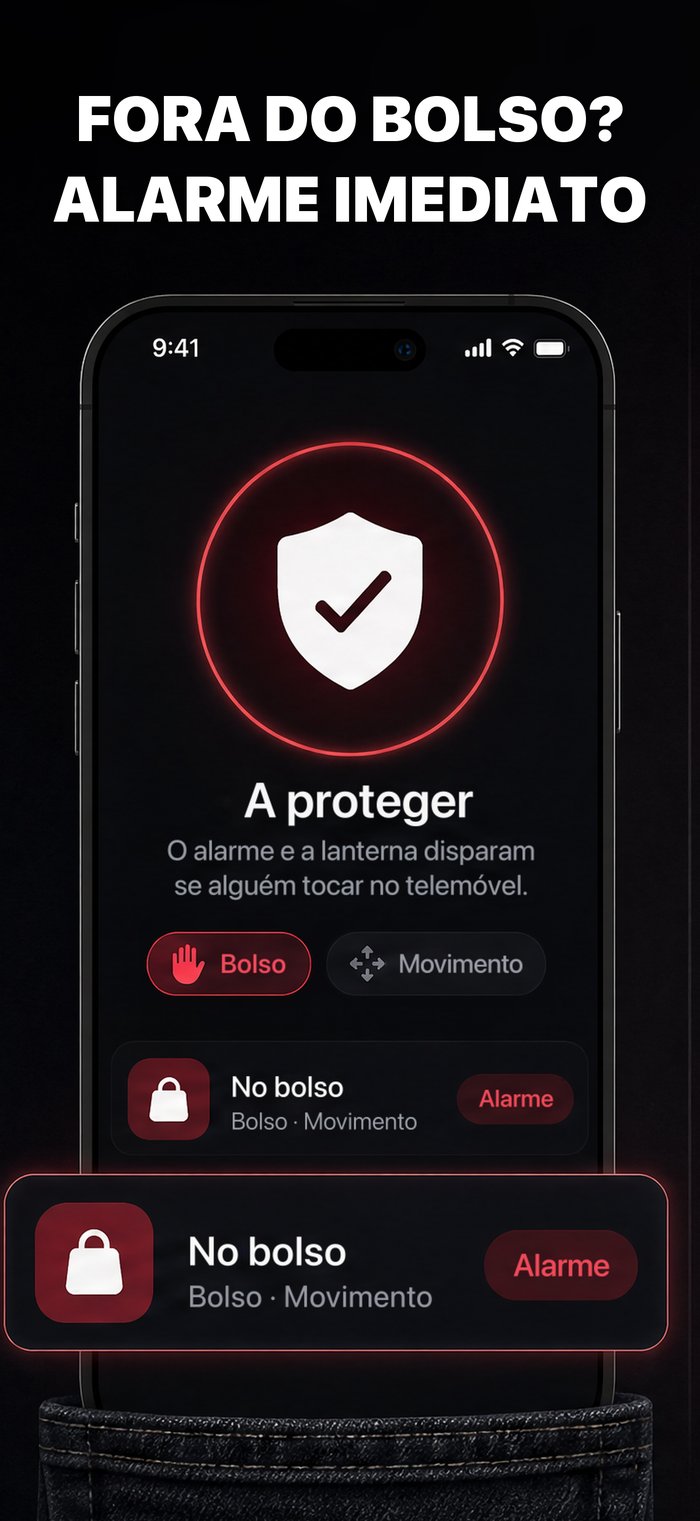 FORA DO BOLSO?
ALARME IMEDIATO
9:41
A proteger
O alarme e a lanterna disparam
se alguém tocar no telemóvel.
Bolso
Movimento
No bolso
Bolso · Movimento
Alarme
No bolso
Bolso · Movimento
Alarme